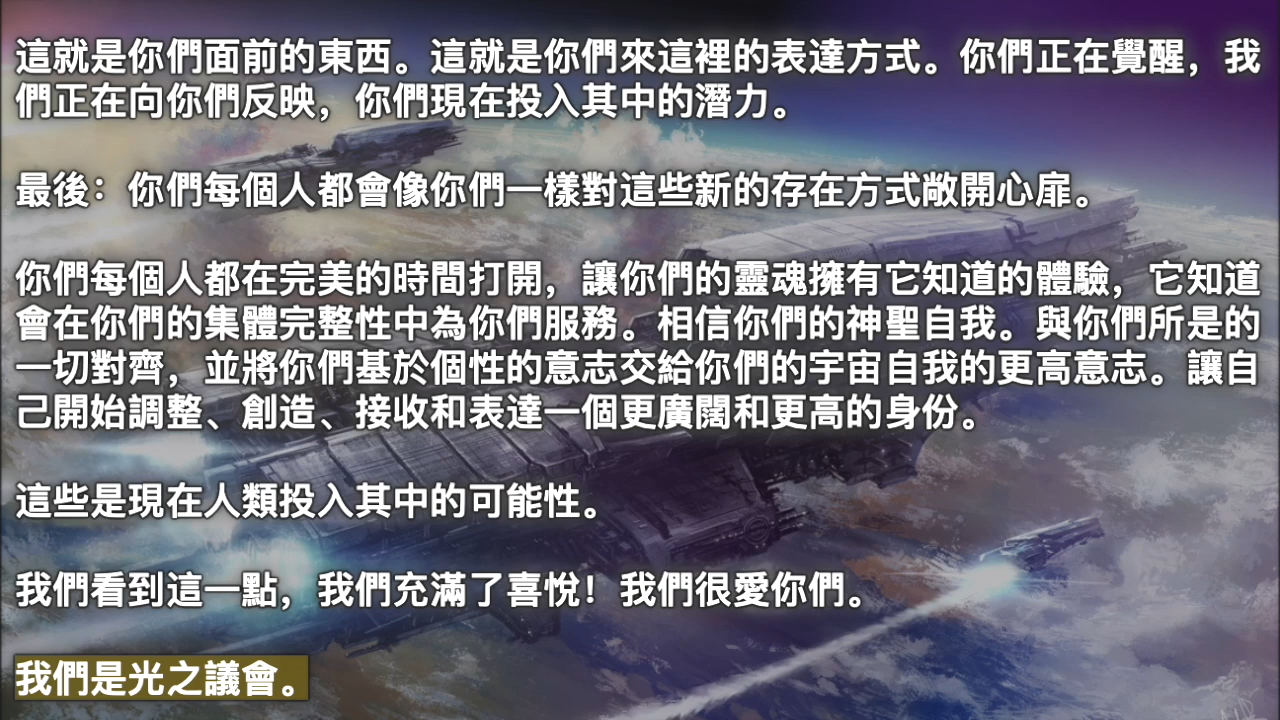 這就是你們面前的東西。這就是你們來這裡的表達方式。你們正在覺醒，我
們正在向你們反映，你們現在投入其中的潛力。
最後：你們每個人都會像你們一樣對這些新的存在方式敞開心扉。
你們每個人都在完美的時間打開，讓你們的靈魂擁有它知道的體驗，它知道
會在你們的集體完整性中為你們服務。相信你們的神聖自我。與你們所是的
一切對齊，並將你們基於個性的意志交給你們的宇宙自我的更高意志。讓自
己開始調整、創造、接收和表達一個更廣闊和更高的身份。
這些是現在人類投入其中的可能性。
我們看到這一點，我們充滿了喜悅！我們很愛你們。
我們是光之議會。